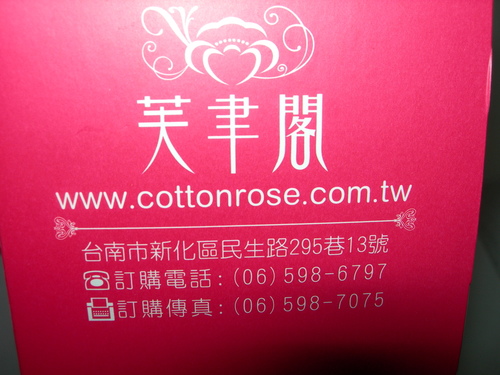 芙聿閣
www.cottonrose.com.tw
台南市新化區民生路295巷13號
訂購電話:(06)598-6797
訂購傳真:(06)598-7075